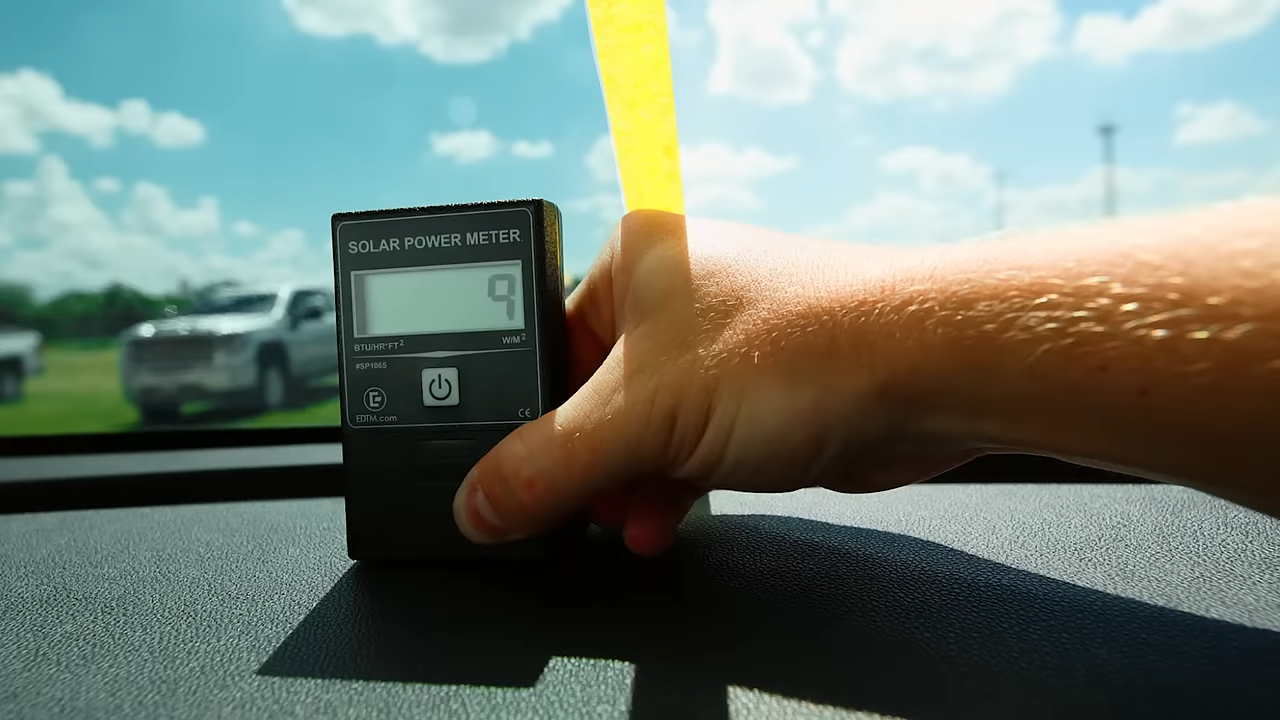 SOLAR POWER METER
9
BTU/HR*FT² W/M²
#SP1065
EDTM.com CE